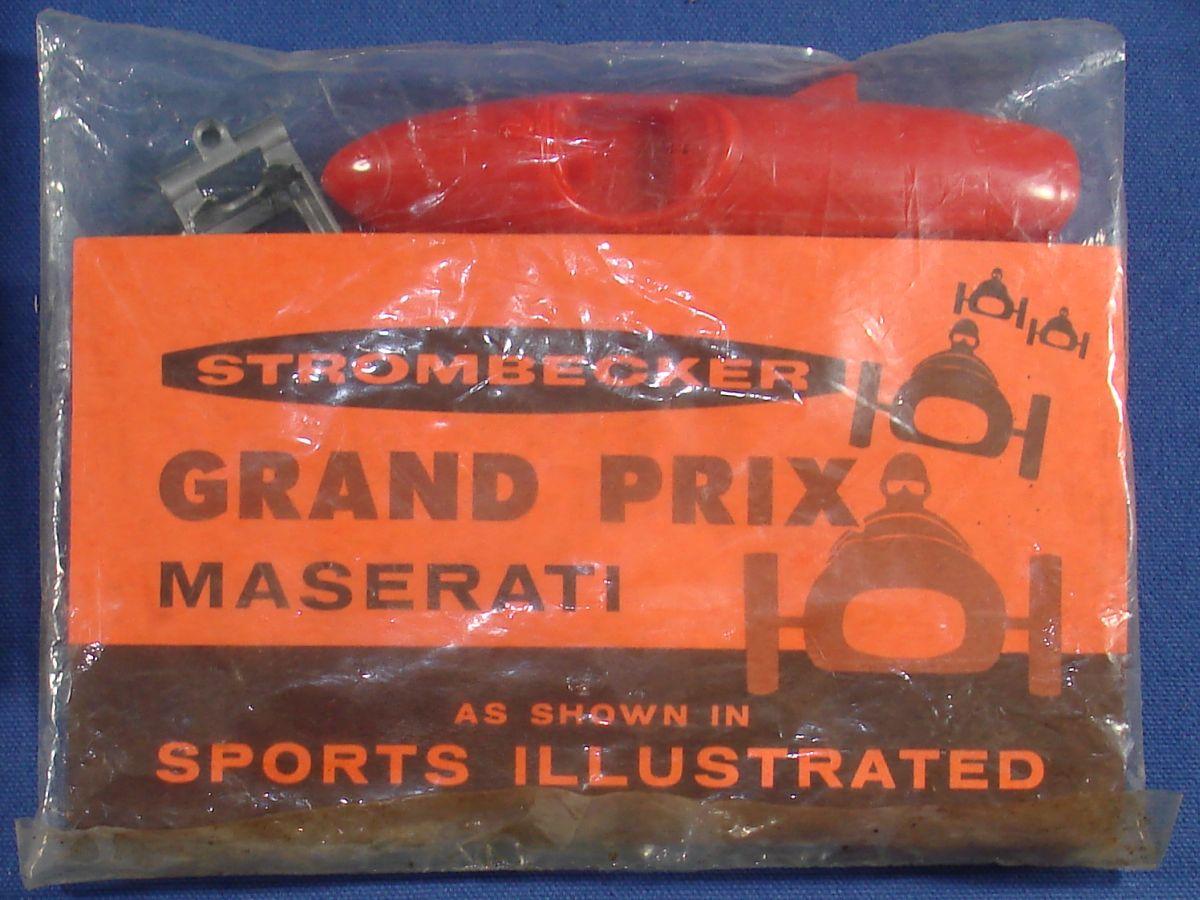 STROMBECKER
GRAND PRIX
MASERATI
AS SHOWN IN
SPORTS ILLUSTRATED